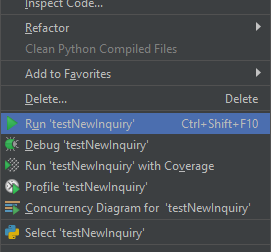 Inspect Code...
Refactor
Clean Python Compiled Files
Add to Favorites
Delete... Delete
Run 'testNewInquiry' Ctrl+Shift+F10
Debug 'testNewInquiry'
Run 'testNewInquiry' with Coverage
Profile 'testNewInquiry'
Concurrency Diagram for 'testNewInquiry'
Select 'testNewInquiry'